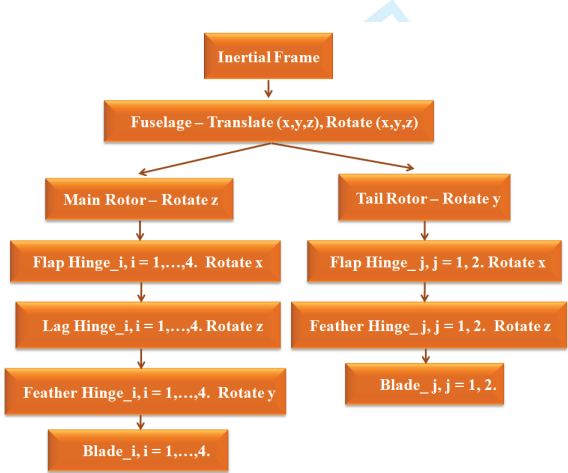 Inertial Frame
Fuselage – Translate (x,y,z), Rotate (x,y,z)
Main Rotor – Rotate z
Tail Rotor – Rotate y
Flap Hinge_i, i = 1,…,4. Rotate x
Flap Hinge_ j, j = 1, 2. Rotate x
Lag Hinge_i, i = 1,…,4. Rotate z
Feather Hinge_ j, j = 1, 2. Rotate z
Feather Hinge_i, i = 1,…,4. Rotate y
Blade_ j, j = 1, 2.
Blade_i, i = 1,…,4.